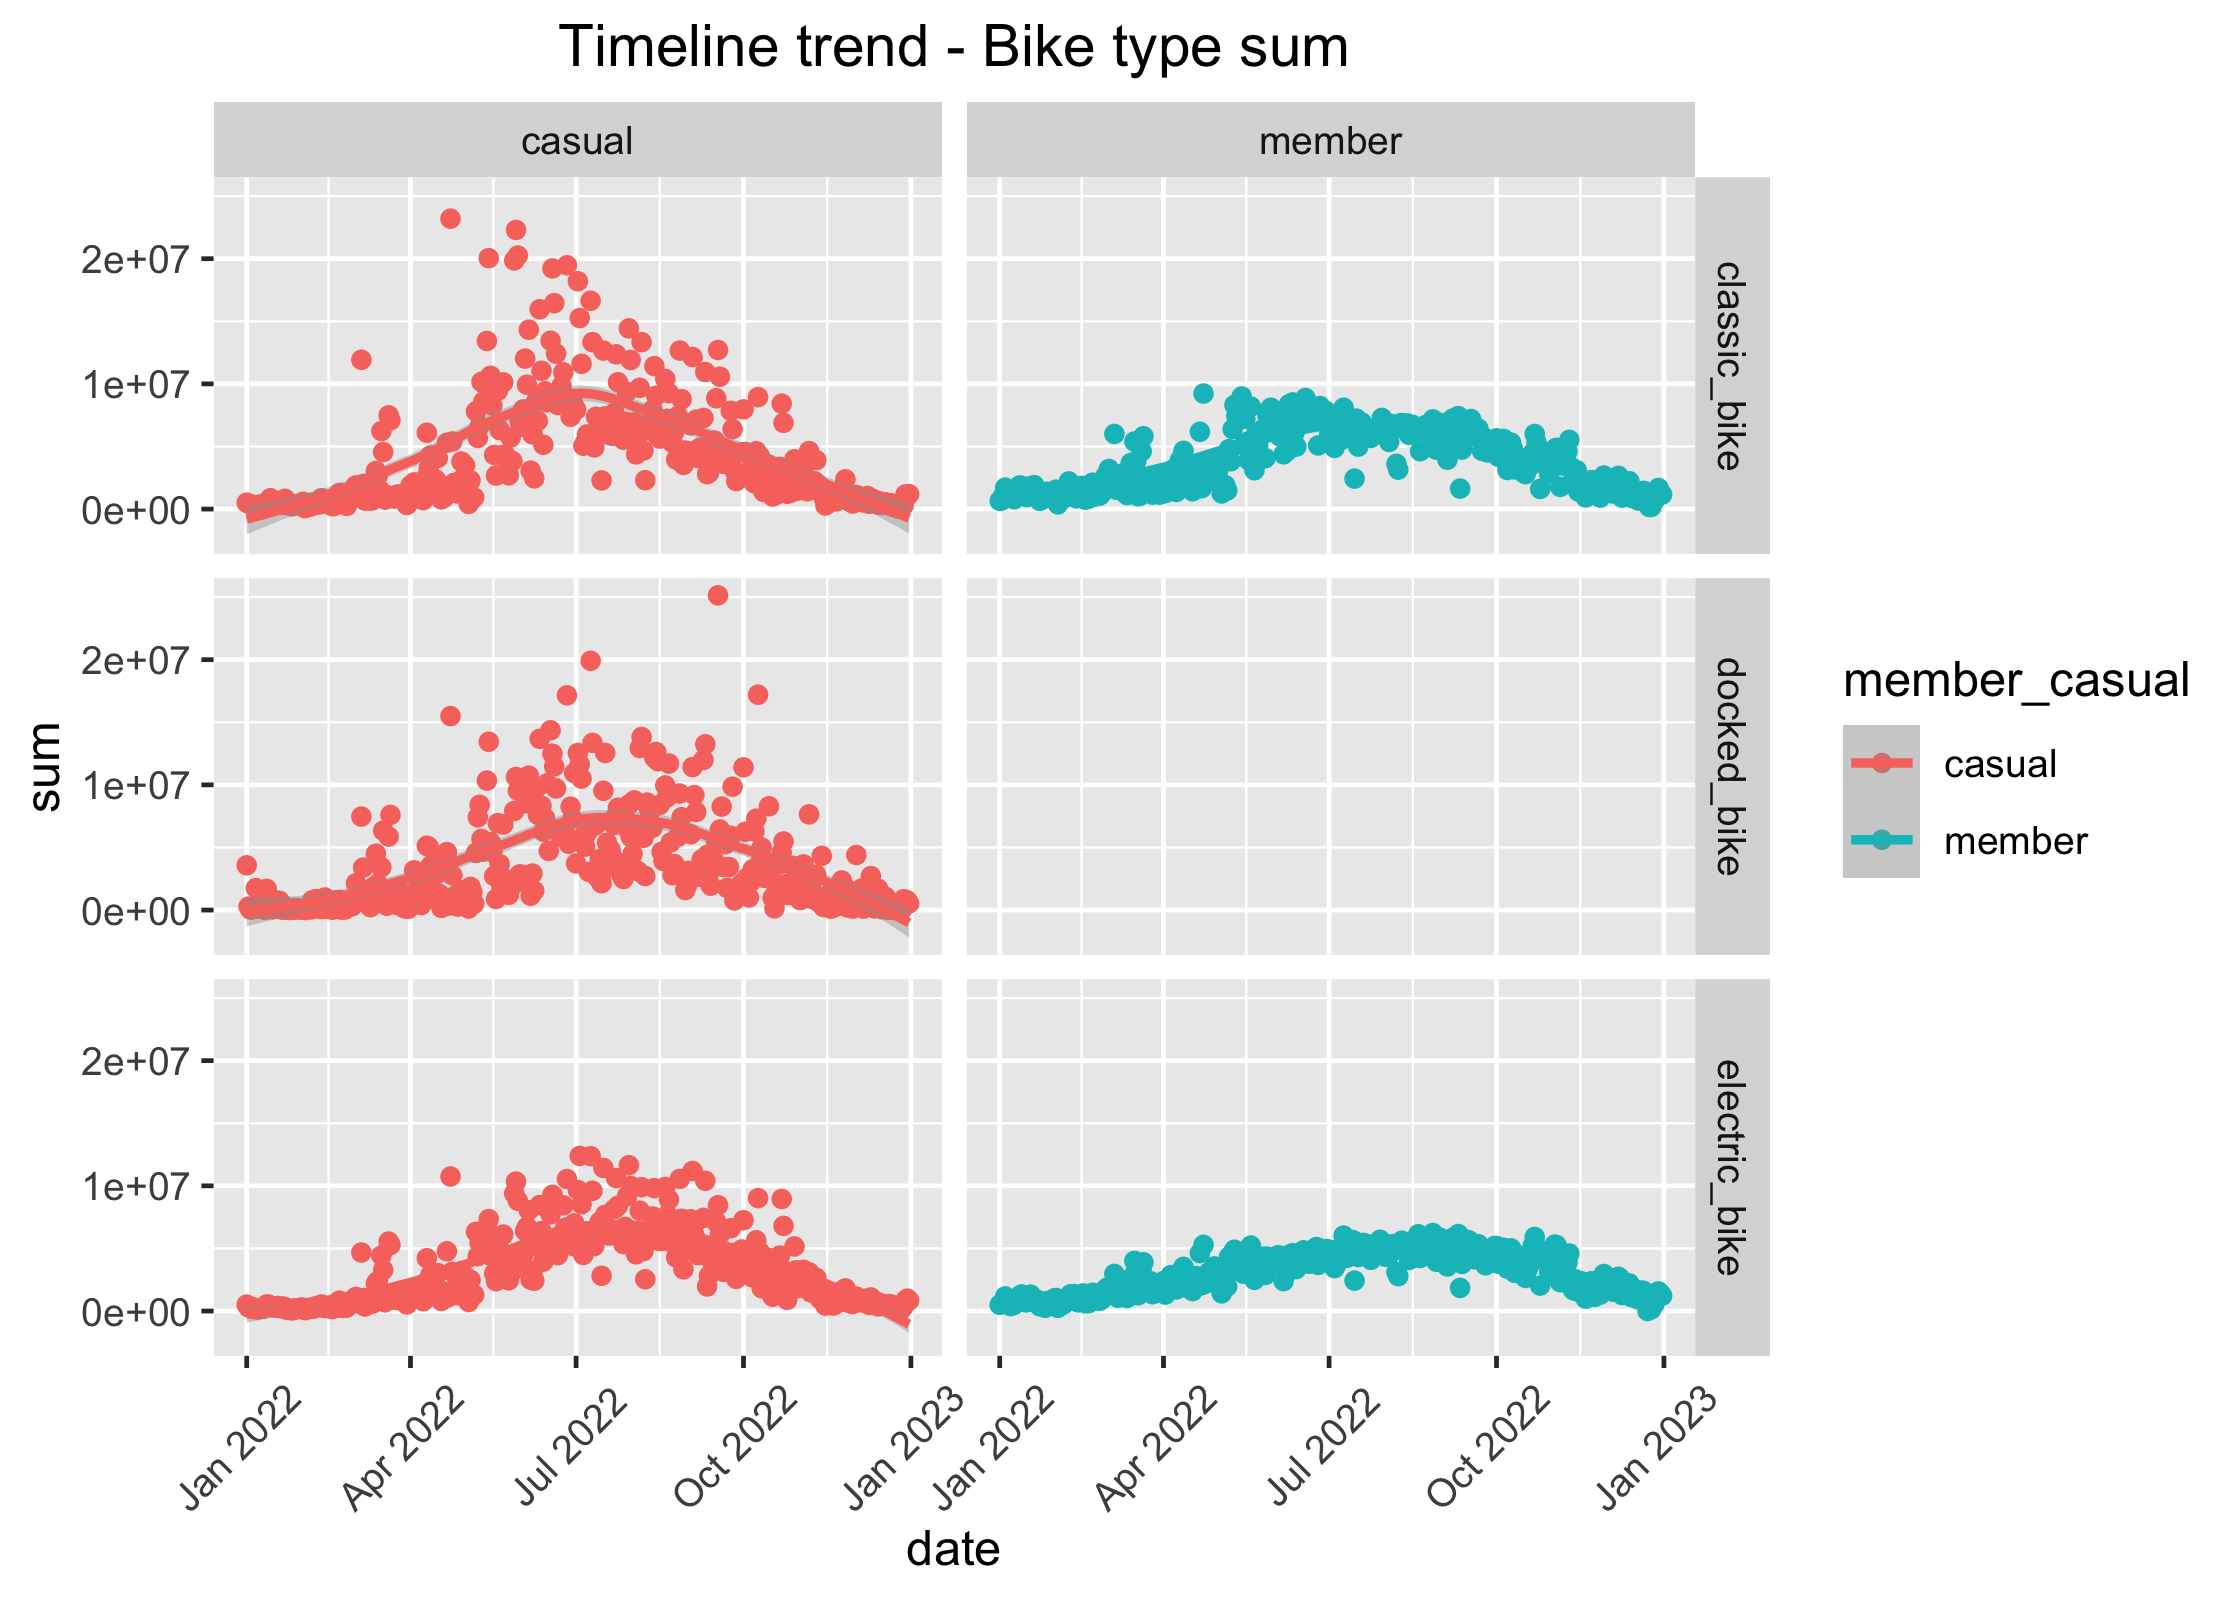 Timeline trend - Bike type sum
casual
member
classic_bike
2e+07
1e+07
0e+00
docked_bike
2e+07
1e+07
0e+00
electric_bike
2e+07
1e+07
0e+00
sum
Jan 2022
Apr 2022
Jul 2022
Oct 2022
Jan 2023
Jan 2022
Apr 2022
Jul 2022
Oct 2022
Jan 2023
date
member_casual
casual
member